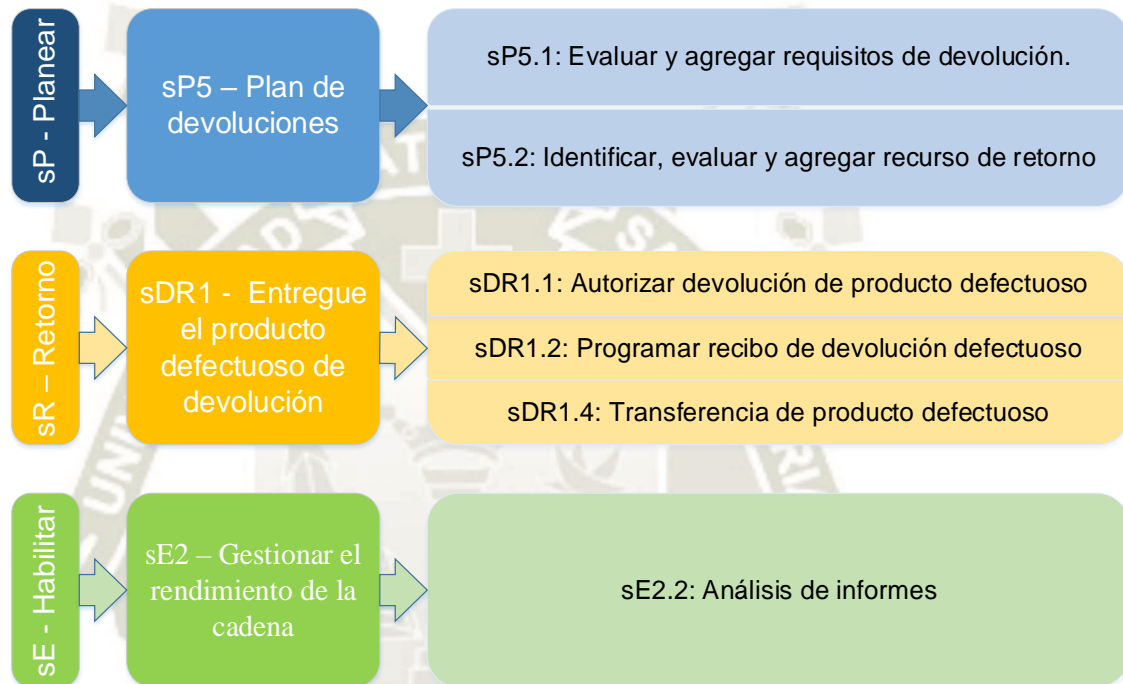 sP - Planear
sP5 – Plan de
devoluciones
sP5.1: Evaluar y agregar requisitos de devolución.
sP5.2: Identificar, evaluar y agregar recurso de retorno
sR – Retorno
sDR1 - Entregue
el producto
defectuoso de
devolución
sDR1.1: Autorizar devolución de producto defectuoso
sDR1.2: Programar recibo de devolución defectuoso
sDR1.4: Transferencia de producto defectuoso
sE - Habilitar
sE2 – Gestionar el
rendimiento de la
cadena
sE2.2: Análisis de informes